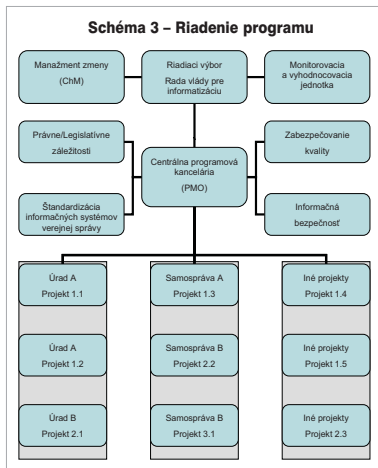 Schéma 3 – Riadenie programu
Manažment zmeny
(ChM)
Riadiaci výbor
Rada vlády pre
informatizáciu
Monitorovacia
a vyhodnocovacia
jednotka
Právne/Legislatívne
záležitosti
Zabezpečovanie
kvality
Centrálna programová
kancelária
(PMO)
Štandardizácia
informačných systémov
verejnej správy
Informačná
bezpečnosť
Úrad A
Projekt 1.1
Samospráva A
Projekt 1.3
Iné projekty
Projekt 1.4
Úrad A
Projekt 1.2
Samospráva B
Projekt 2.2
Iné projekty
Projekt 1.5
Úrad B
Projekt 2.1
Samospráva B
Projekt 3.1
Iné projekty
Projekt 2.3